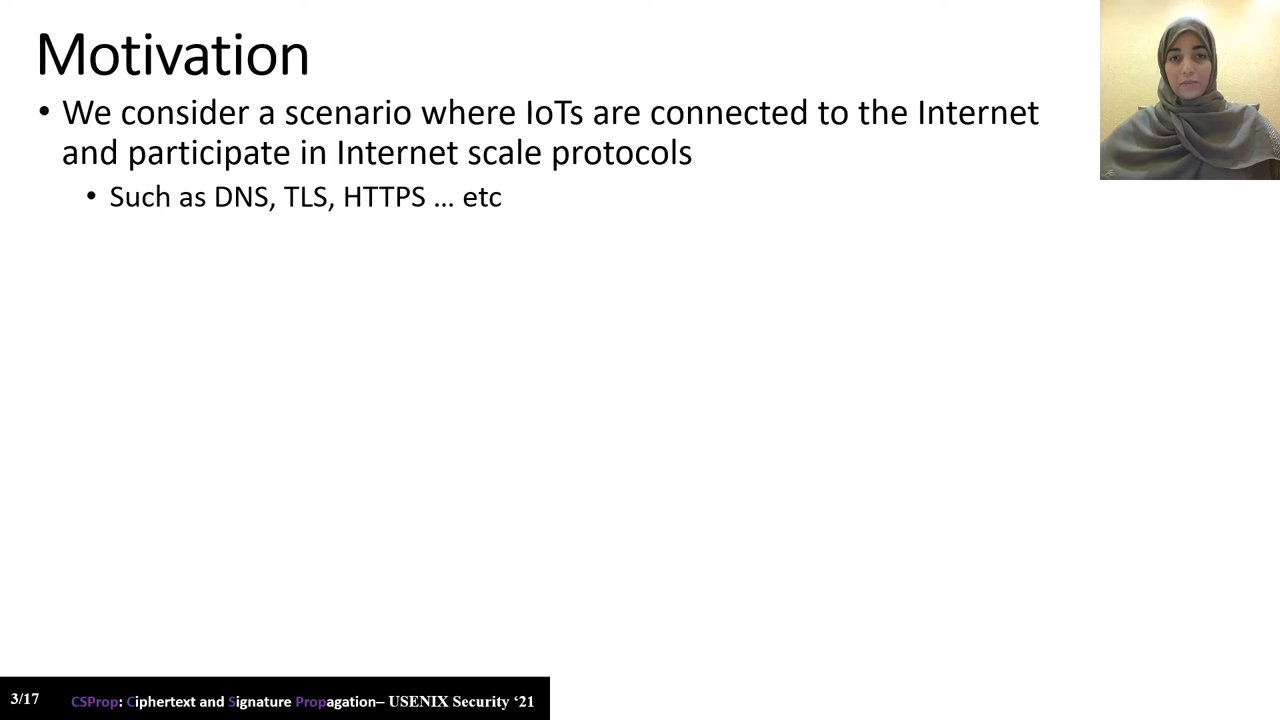 Motivation
• We consider a scenario where IoTs are connected to the Internet
and participate in Internet scale protocols
• Such as DNS, TLS, HTTPS … etc
3/17 CSProp: Ciphertext and Signature Propagation– USENIX Security ‘21